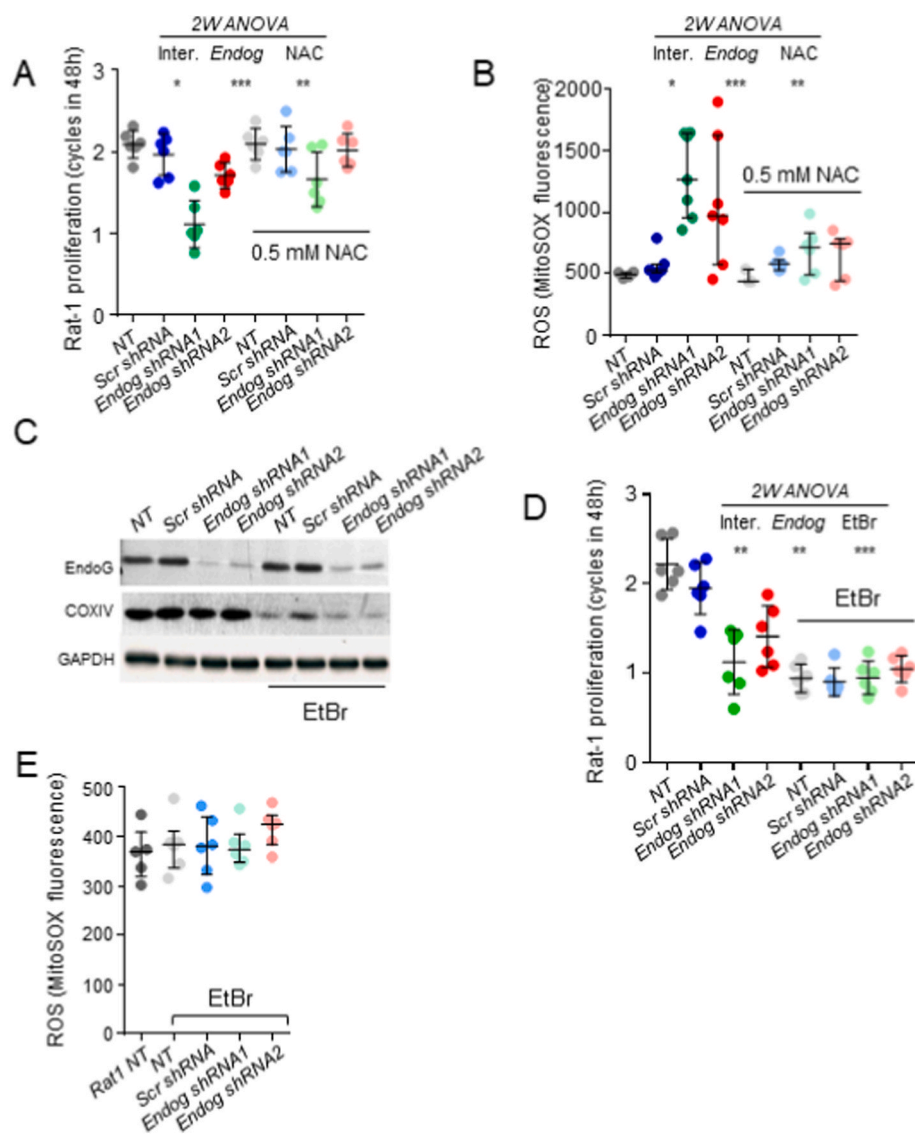 A
2W ANOVA
Inter. Endog NAC
* *** **
Rat-1 proliferation (cycles in 48h)
3
2
1
0
0.5 mM NAC
NT
Scr shRNA
Endog shRNA1
Endog shRNA2
NT
Scr shRNA
Endog shRNA1
Endog shRNA2
B
2W ANOVA
Inter. Endog NAC
* *** **
ROS (MitoSOX fluorescence)
2000
1500
1000
500
0
0.5 mM NAC
NT
Scr shRNA
Endog shRNA1
Endog shRNA2
NT
Scr shRNA
Endog shRNA1
Endog shRNA2
C
NT
Scr shRNA
Endog shRNA1
Endog shRNA2
NT
Scr shRNA
Endog shRNA1
Endog shRNA2
EndoG
COXIV
GAPDH
EtBr
D
2W ANOVA
Inter. Endog EtBr
** ** ***
Rat-1 proliferation (cycles in 48h)
3
2
1
0
EtBr
NT
Scr shRNA
Endog shRNA1
Endog shRNA2
NT
Scr shRNA
Endog shRNA1
Endog shRNA2
E
ROS (MitoSOX fluorescence)
500
400
300
400
200
100
0
EtBr
Rat1 NT
NT
Scr shRNA
Endog shRNA1
Endog shRNA2